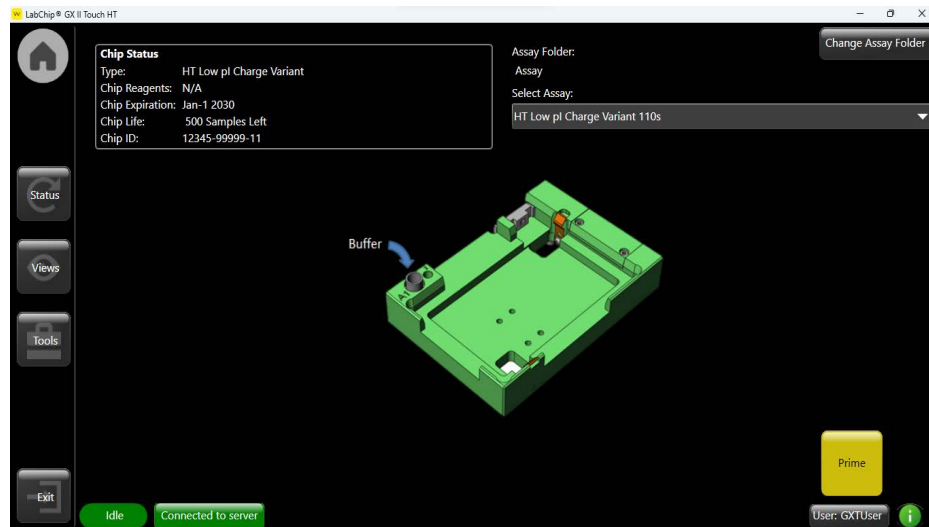 LabChip® GX II Touch HT
Chip Status
Type: HT Low pI Charge Variant
Chip Reagents: N/A
Chip Expiration: Jan-1 2030
Chip Life: 500 Samples Left
Chip ID: 12345-99999-11
Assay Folder:
Assay
Select Assay:
HT Low pI Charge Variant 110s
Change Assay Folder
Status
Views
Tools
Exit
Buffer
A1
Prime
Idle
Connected to server
User: GXTUser
i